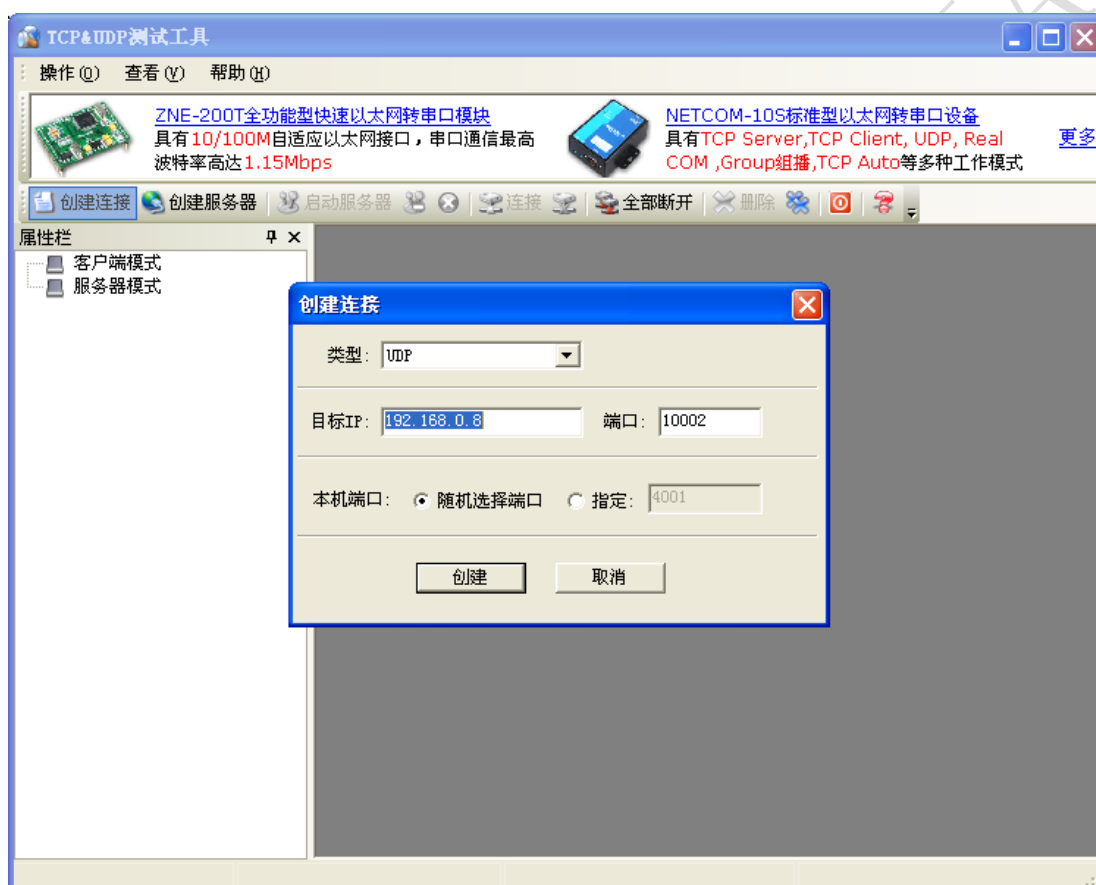 TCP&UDP测试工具
操作(O) 查看(V) 帮助(H)
ZNE-200T全功能型快速以太网转串口模块
具有10/100M自适应以太网接口，串口通信最高
波特率高达1.15Mbps
NETCOM-10S标准型以太网转串口设备
具有TCP Server,TCP Client, UDP, Real
COM ,Group组播,TCP Auto等多种工作模式
更多
创建连接 创建服务器 启动服务器 连接 全部断开 删除
属性栏
客户端模式
服务器模式
创建连接
类型: UDP
目标IP: 192.168.0.8 端口: 10002
本机端口: 随机选择端口 指定: 4001
创建 取消